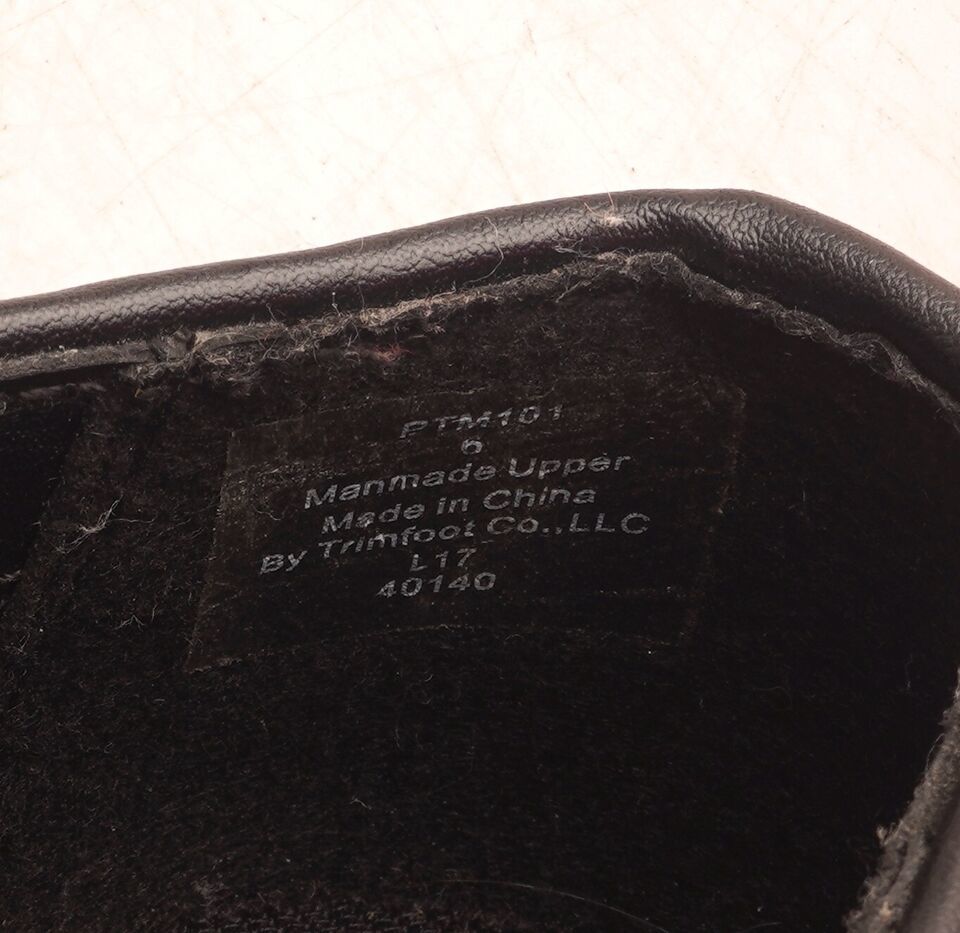 PTM101
6
Manmade Upper
Made in China
By Trimfoot Co.,LLC
L17
40140